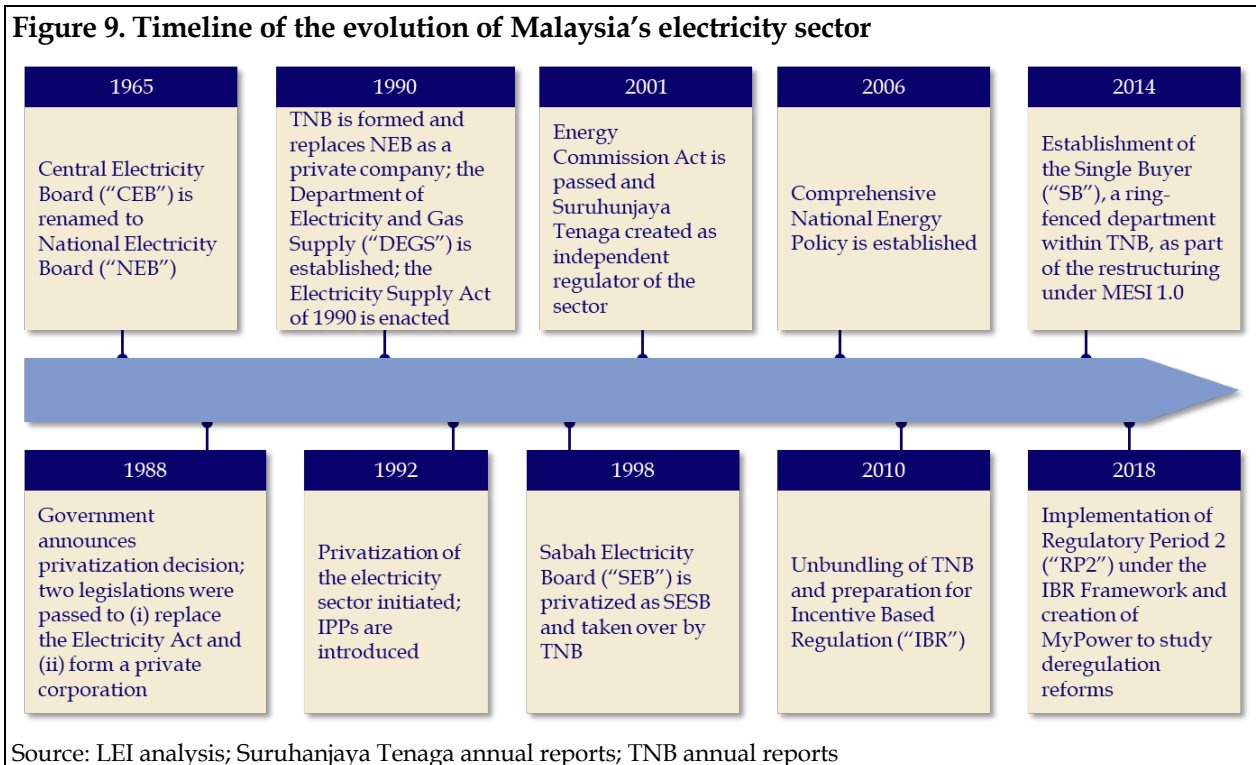 Figure 9. Timeline of the evolution of Malaysia’s electricity sector
1965
Central Electricity
Board (“CEB”) is
renamed to
National Electricity
Board (“NEB”)
1990
TNB is formed and
replaces NEB as a
private company; the
Department of
Electricity and Gas
Supply (“DEGS”) is
established; the
Electricity Supply Act
of 1990 is enacted
2001
Energy
Commission Act is
passed and
Suruhunjaya
Tenaga created as
independent
regulator of the
sector
2006
Comprehensive
National Energy
Policy is established
2014
Establishment of
the Single Buyer
(“SB”), a ring-
fenced department
within TNB, as part
of the restructuring
under MESI 1.0
1988
Government
announces
privatization decision;
two legislations were
passed to (i) replace
the Electricity Act and
(ii) form a private
corporation
1992
Privatization of
the electricity
sector initiated;
IPPs are
introduced
1998
Sabah Electricity
Board (“SEB”) is
privatized as SESB
and taken over by
TNB
2010
Unbundling of TNB
and preparation for
Incentive Based
Regulation (“IBR”)
2018
Implementation of
Regulatory Period 2
(“RP2”) under the
IBR Framework and
creation of
MyPower to study
deregulation
reforms
Source: LEI analysis; Suruhanjaya Tenaga annual reports; TNB annual reports